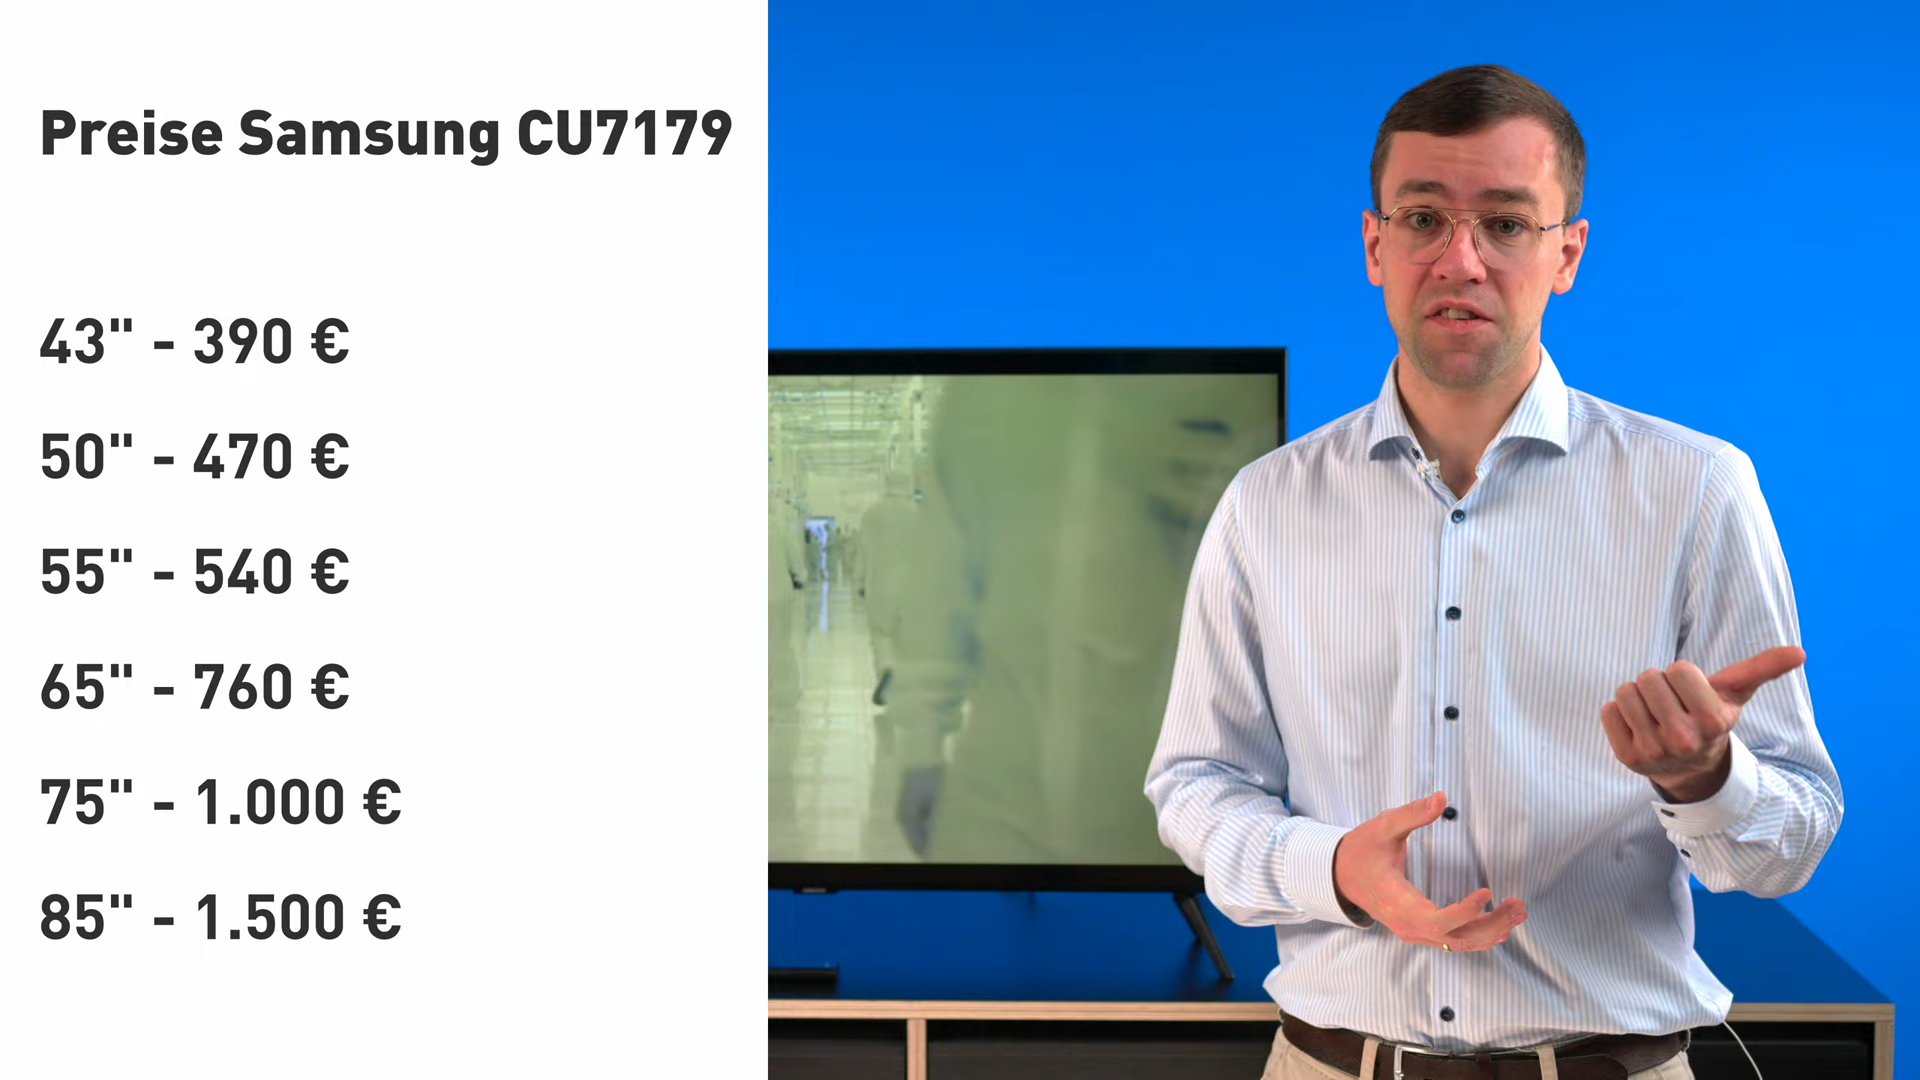 Preise Samsung CU7179
43" - 390 €
50" - 470 €
55" - 540 €
65" - 760 €
75" - 1.000 €
85" - 1.500 €